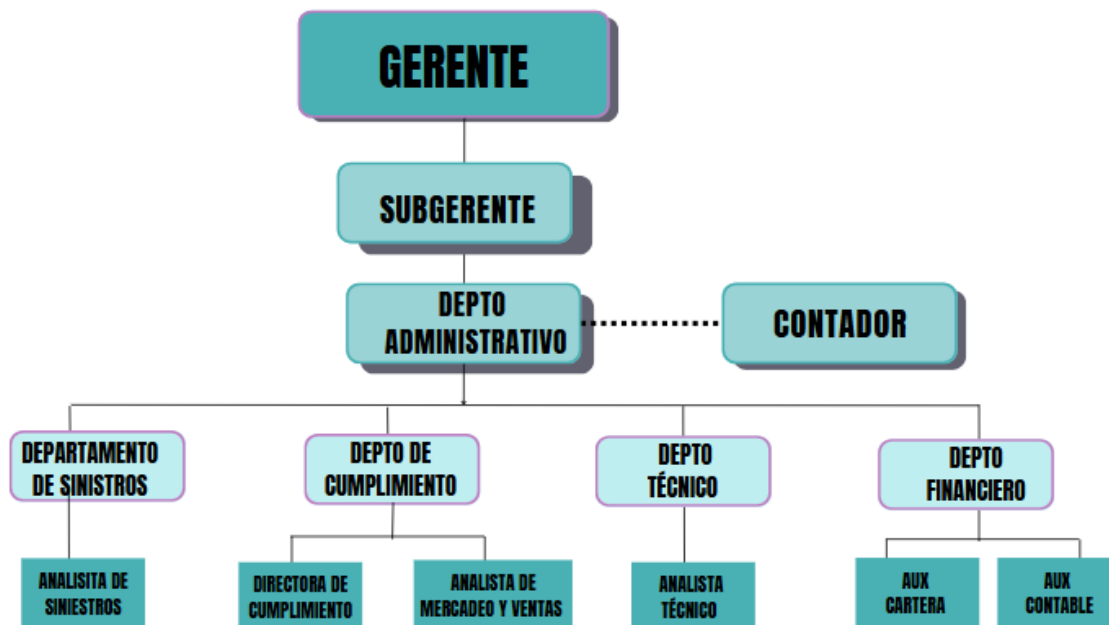 GERENTE
SUBGERENTE
DEPTO
ADMINISTRATIVO
CONTADOR
DEPARTAMENTO
DE SINISTROS
DEPTO DE
CUMPLIMIENTO
DEPTO
TÉCNICO
DEPTO
FINANCIERO
ANALISITA DE
SINIESTROS
DIRECTORA DE
CUMPLIMIENTO
ANALISTA DE
MERCADEO Y VENTAS
ANALISTA
TÉCNICO
AUX
CARTERA
AUX
CONTABLE